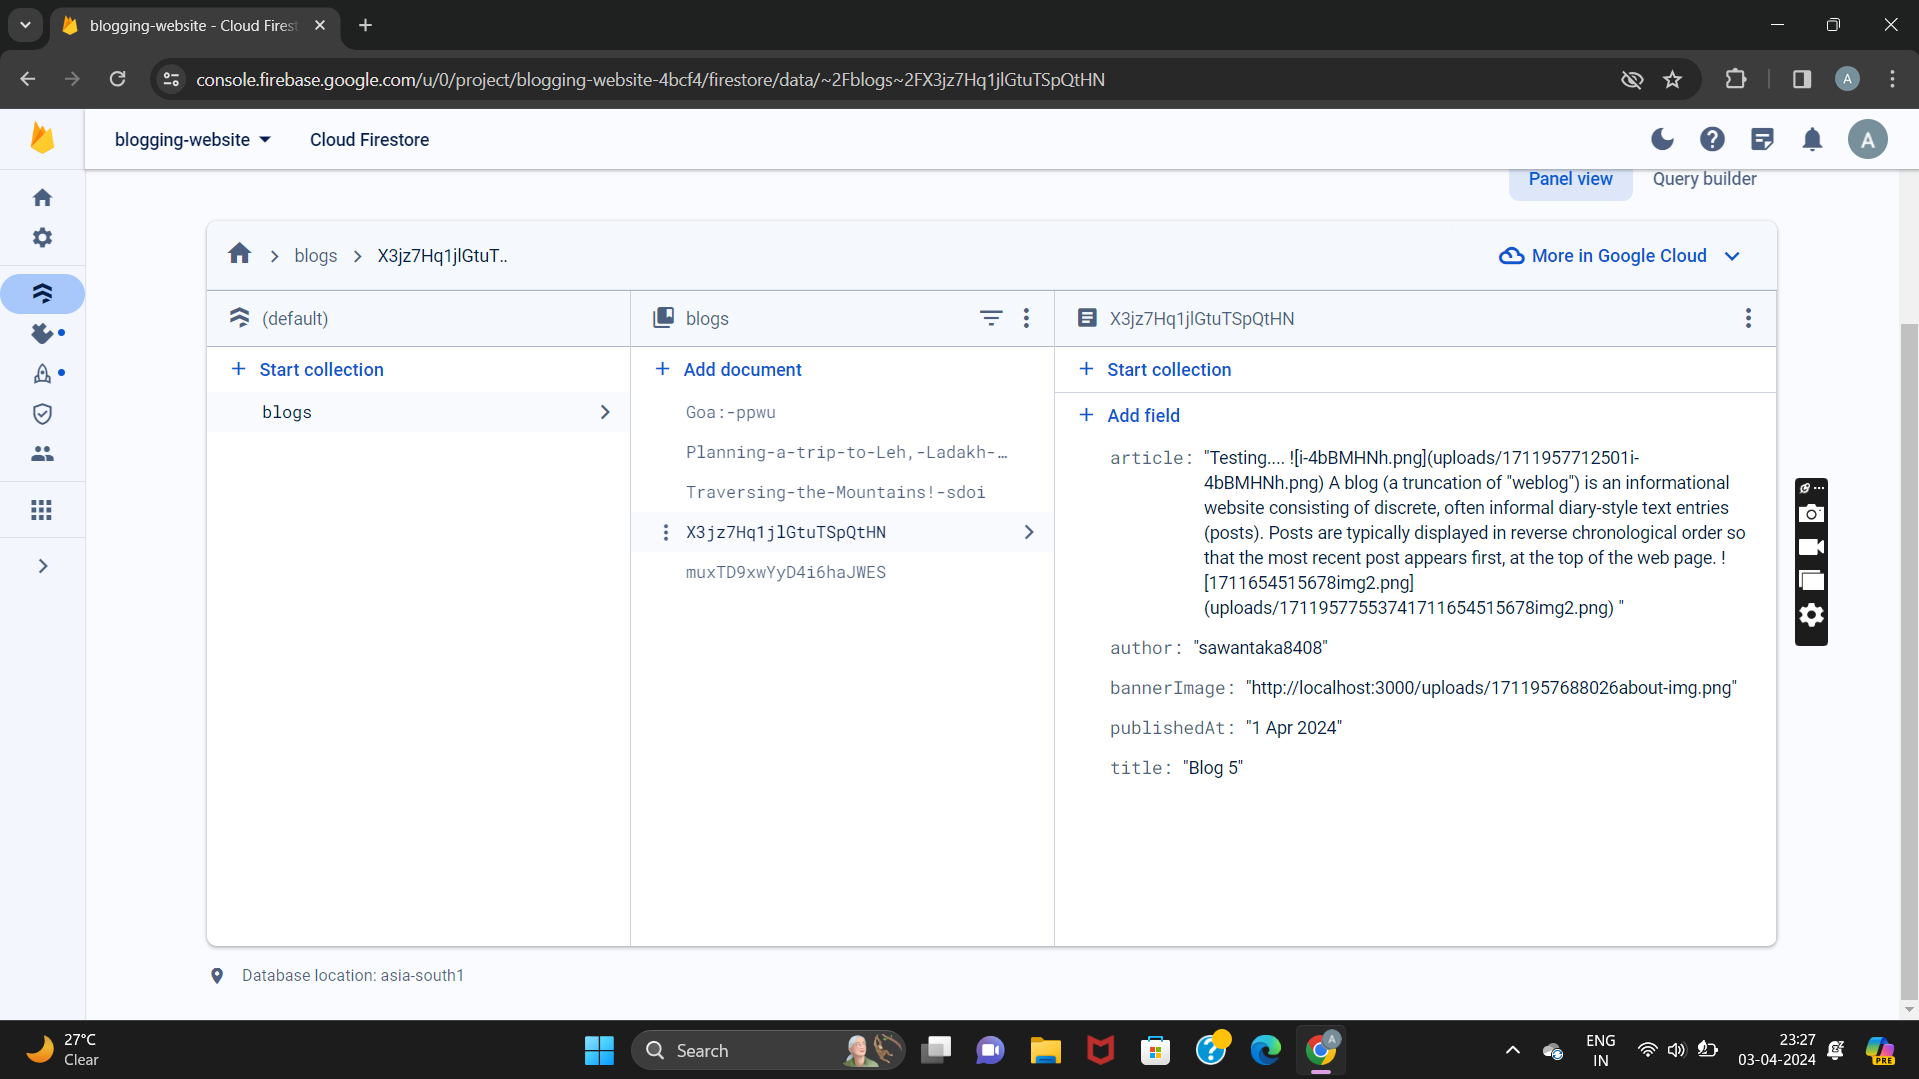 blogging-website - Cloud Firest
console.firebase.google.com/u/0/project/blogging-website-4bcf4/firestore/data/~2Fblogs~2FX3jz7Hq1jlGtuTSpQtHN
A
blogging-website
Cloud Firestore
A
Panel view
Query builder
blogs
X3jz7Hq1jlGtuT..
More in Google Cloud
(default)
blogs
X3jz7Hq1jlGtuTSpQtHN
Start collection
Add document
Start collection
blogs
Goa:-ppwu
Planning-a-trip-to-Leh,-Ladakh-…
Traversing-the-Mountains!-sdoi
X3jz7Hq1jlGtuTSpQtHN
muxTD9xwYyD4i6haJWES
Add field
article: "Testing.... ![i-4bBMHNh.png](uploads/1711957712501i-
4bBMHNh.png) A blog (a truncation of "weblog") is an informational
website consisting of discrete, often informal diary-style text entries
(posts). Posts are typically displayed in reverse chronological order so
that the most recent post appears first, at the top of the web page. !
[1711654515678img2.png]
(uploads/17119577553741711654515678img2.png) "
author: "sawantaka8408"
bannerImage: "http://localhost:3000/uploads/1711957688026about-img.png"
publishedAt: "1 Apr 2024"
title: "Blog 5"
Database location: asia-south1
27°C
Clear
Search
A
ENG
IN
23:27
03-04-2024
PRE